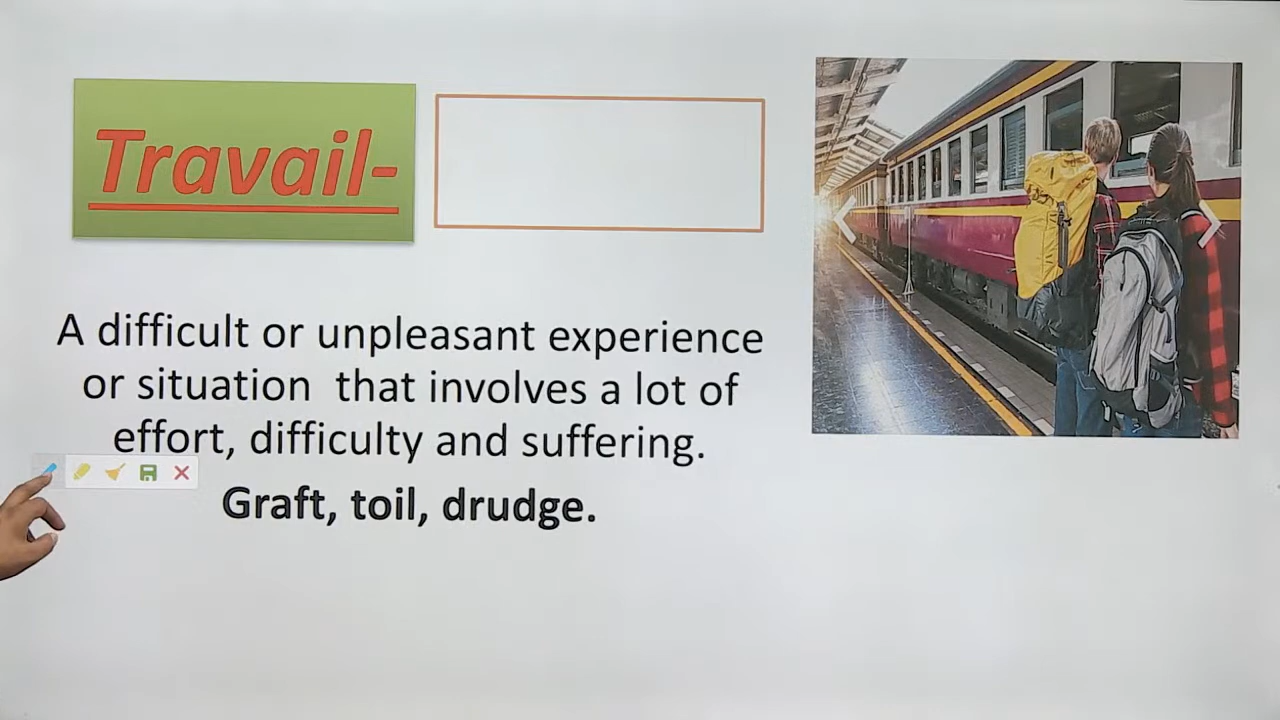 Travail-
A difficult or unpleasant experience
or situation that involves a lot of
effort, difficulty and suffering.
Graft, toil, drudge.